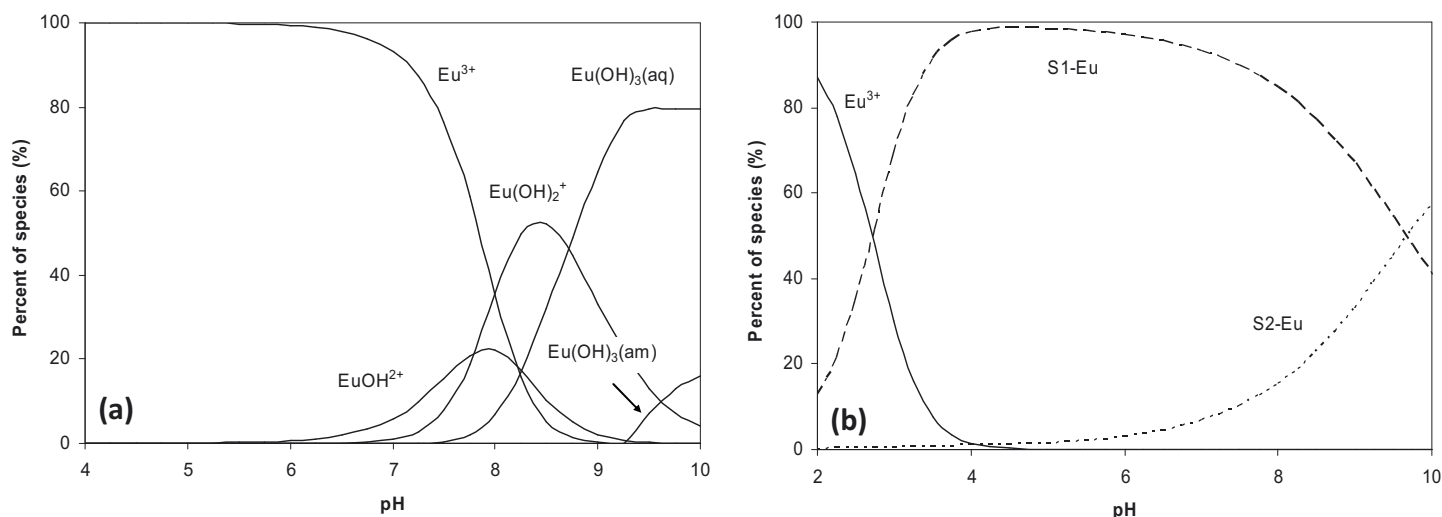 100
80
60
40
20
0
Percent of species (%)
4 5 6 7 8 9 10
pH
Eu³⁺
Eu(OH)₃(aq)
Eu(OH)₂⁺
Eu(OH)₃(am)
EuOH²⁺
(a)
100
80
60
40
20
0
Percent of species (%)
2 4 6 8 10
pH
S1-Eu
Eu³⁺
S2-Eu
(b)